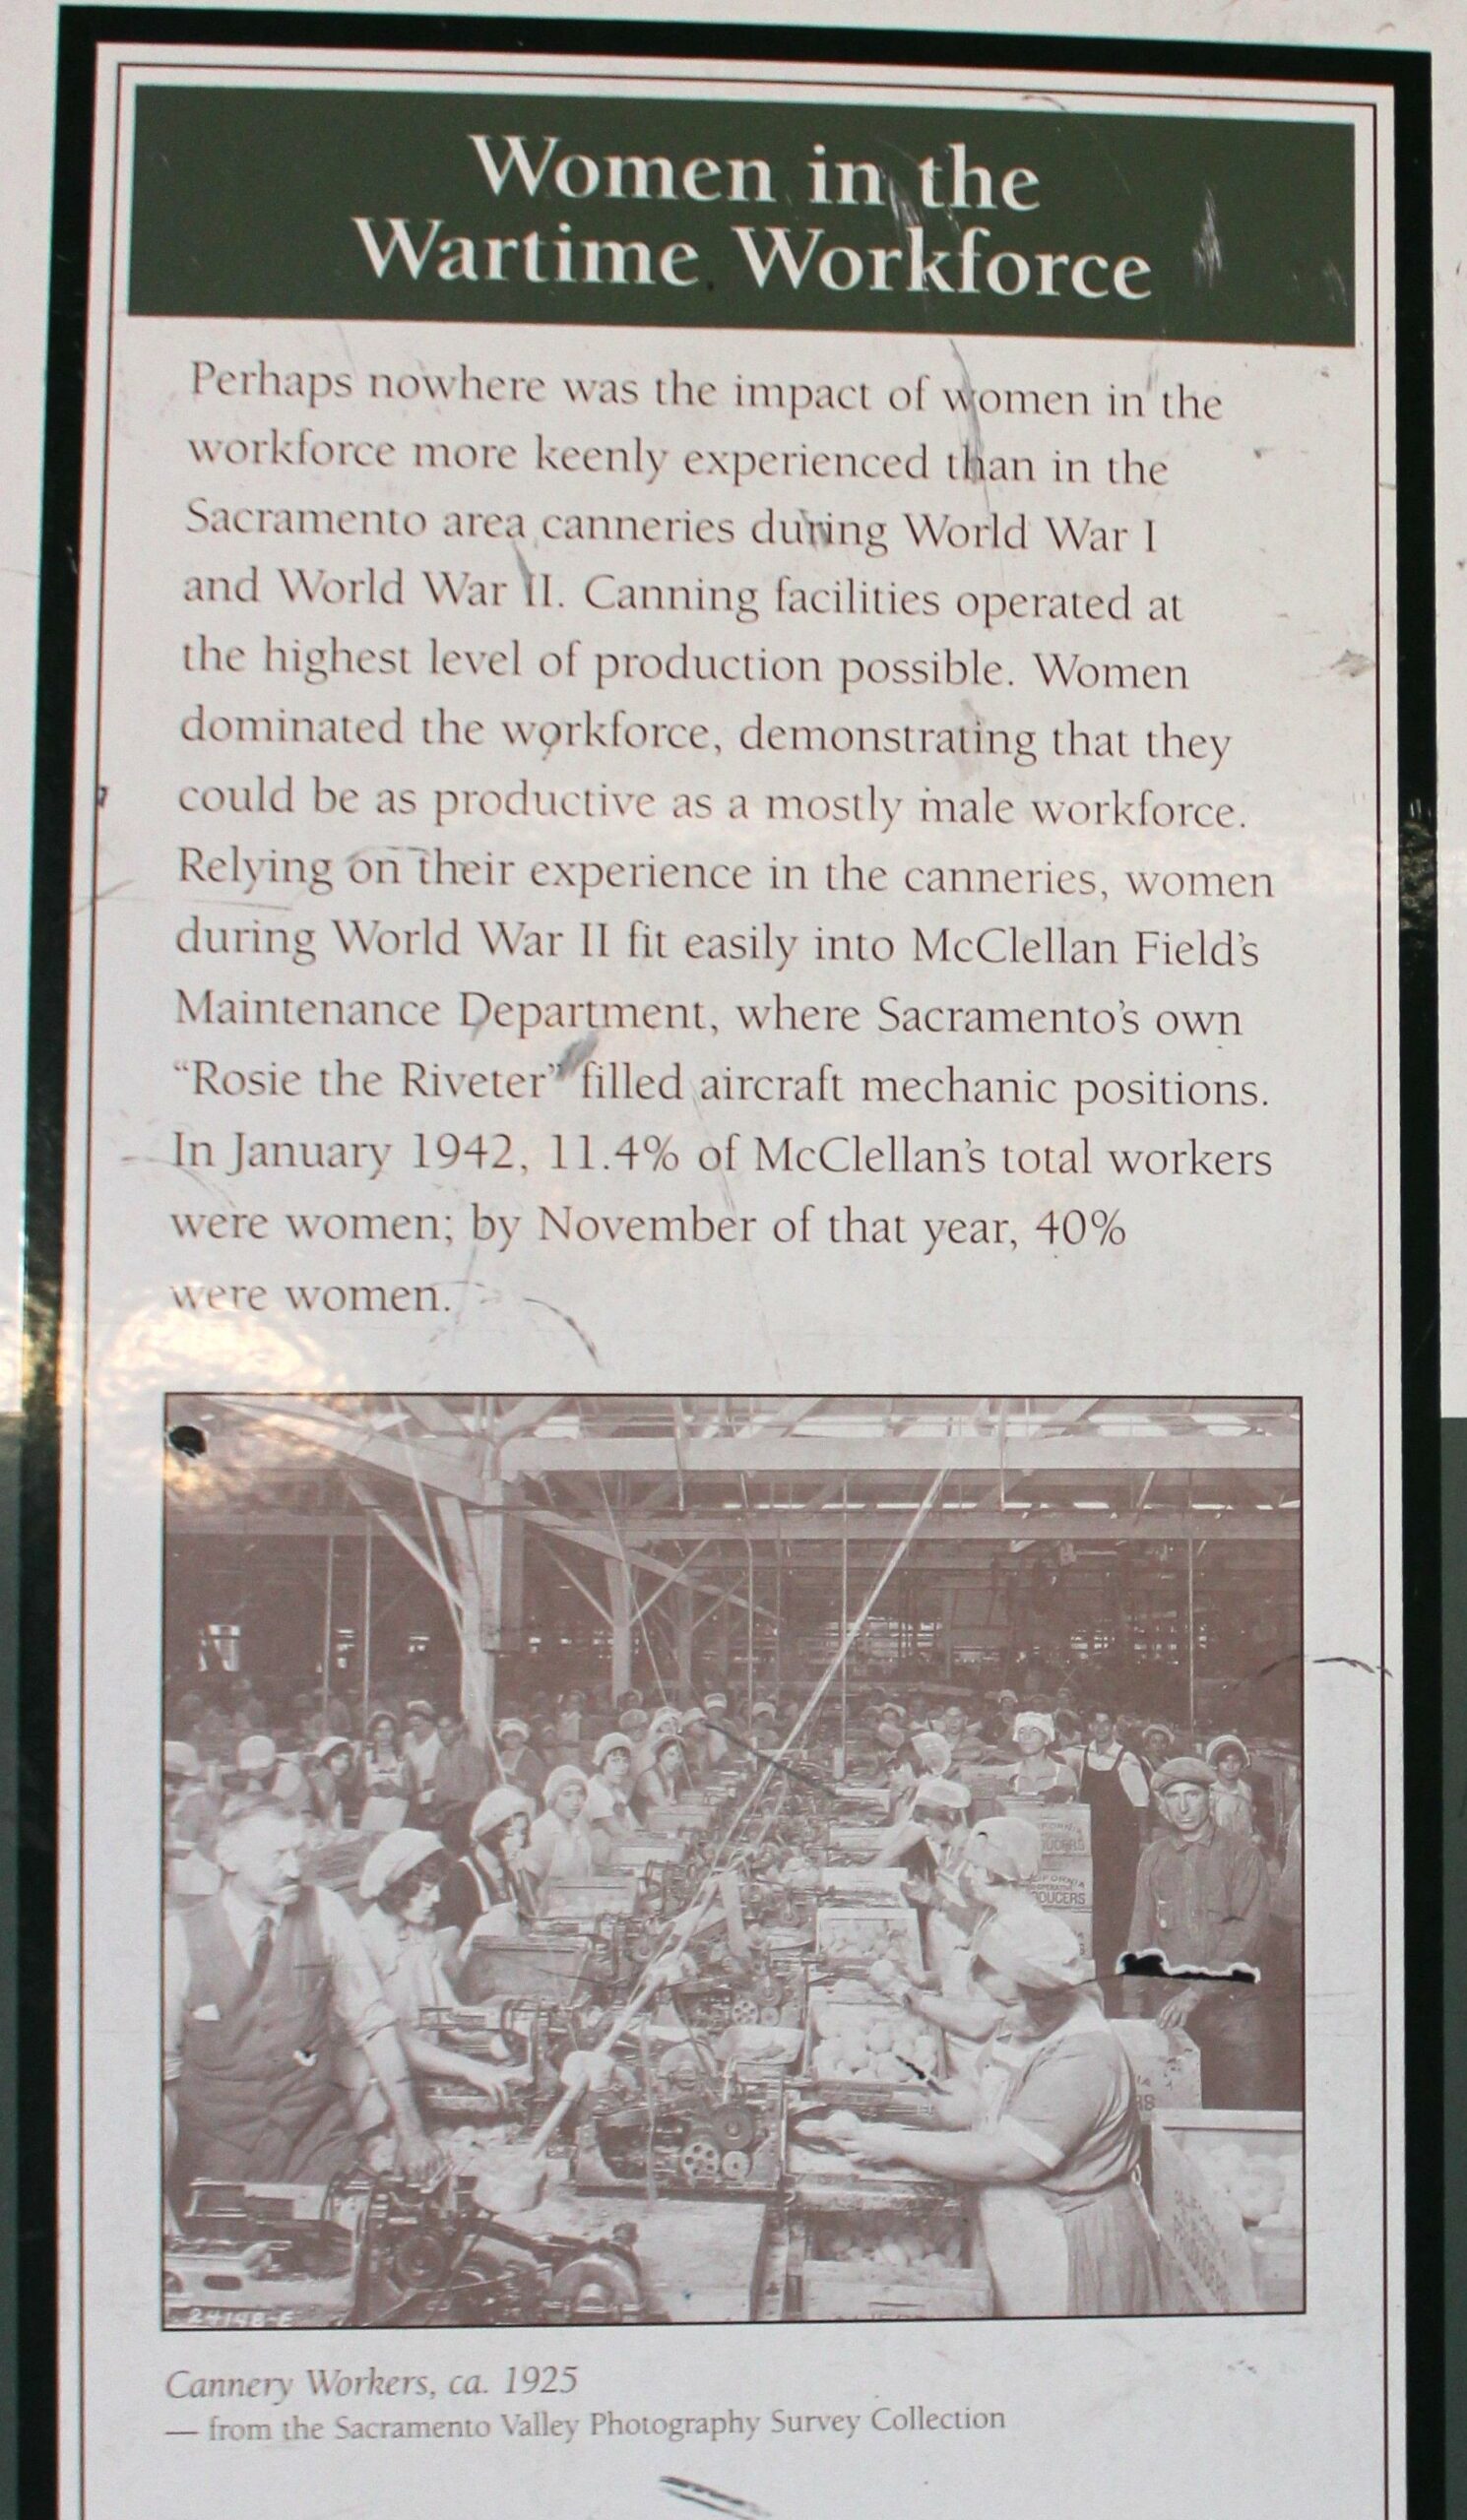 Women in the
Wartime Workforce
Perhaps nowhere was the impact of women in the
workforce more keenly experienced than in the
Sacramento area canneries during World War I
and World War II. Canning facilities operated at
the highest level of production possible. Women
dominated the workforce, demonstrating that they
could be as productive as a mostly male workforce.
Relying on their experience in the canneries, women
during World War II fit easily into McClellan Field's
Maintenance Department, where Sacramento's own
“Rosie the Riveter” filled aircraft mechanic positions.
In January 1942, 11.4% of McClellan's total workers
were women; by November of that year, 40%
were women.
24198-E
Cannery Workers, ca. 1925
— from the Sacramento Valley Photography Survey Collection